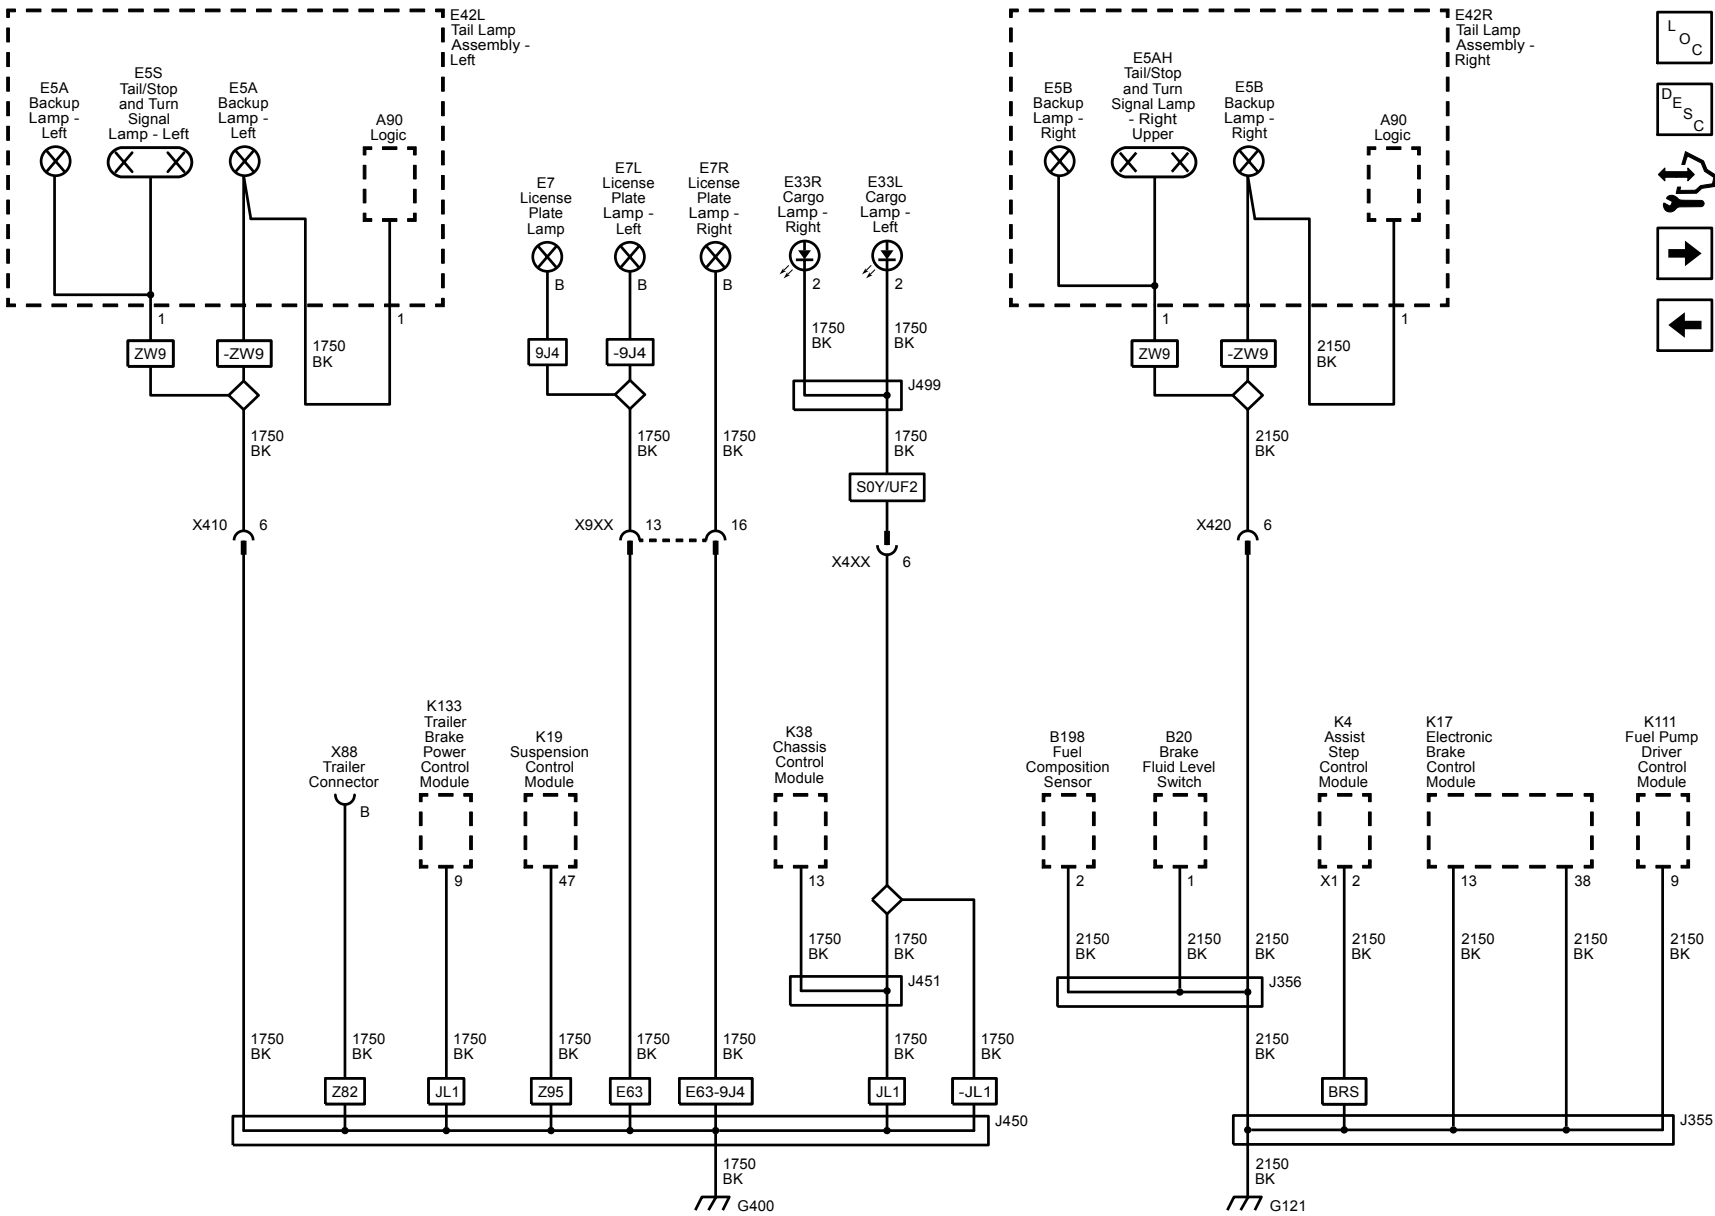 E42L
Tail Lamp
Assembly -
Left
E5A
Backup
Lamp -
Left
E5S
Tail/Stop
and Turn
Signal
Lamp - Left
E5A
Backup
Lamp -
Left
A90
Logic
1
1
ZW9
-ZW9
1750
BK
1750
BK
X410
6
E7
License
Plate
Lamp
B
E7L
License
Plate
Lamp -
Left
B
E7R
License
Plate
Lamp -
Right
B
9J4
-9J4
1750
BK
1750
BK
X9XX
13
16
E33R
Cargo
Lamp -
Right
2
E33L
Cargo
Lamp -
Left
2
1750
BK
1750
BK
J499
1750
BK
S0Y/UF2
X4XX
6
E42R
Tail Lamp
Assembly -
Right
E5B
Backup
Lamp -
Right
E5AH
Tail/Stop
and Turn
Signal Lamp
- Right
Upper
E5B
Backup
Lamp -
Right
A90
Logic
1
1
ZW9
-ZW9
2150
BK
2150
BK
X420
6
LOC
DESC
X88
Trailer
Connector
B
K133
Trailer
Brake
Power
Control
Module
9
K19
Suspension
Control
Module
47
K38
Chassis
Control
Module
13
1750
BK
1750
BK
J451
1750
BK
1750
BK
1750
BK
1750
BK
1750
BK
1750
BK
1750
BK
1750
BK
Z82
JL1
Z95
E63
E63-9J4
JL1
-JL1
J450
1750
BK
G400
B198
Fuel
Composition
Sensor
2
B20
Brake
Fluid Level
Switch
1
K4
Assist
Step
Control
Module
X1
2
K17
Electronic
Brake
Control
Module
13
38
K111
Fuel Pump
Driver
Control
Module
9
2150
BK
2150
BK
2150
BK
2150
BK
2150
BK
2150
BK
2150
BK
J356
2150
BK
BRS
J355
2150
BK
G121